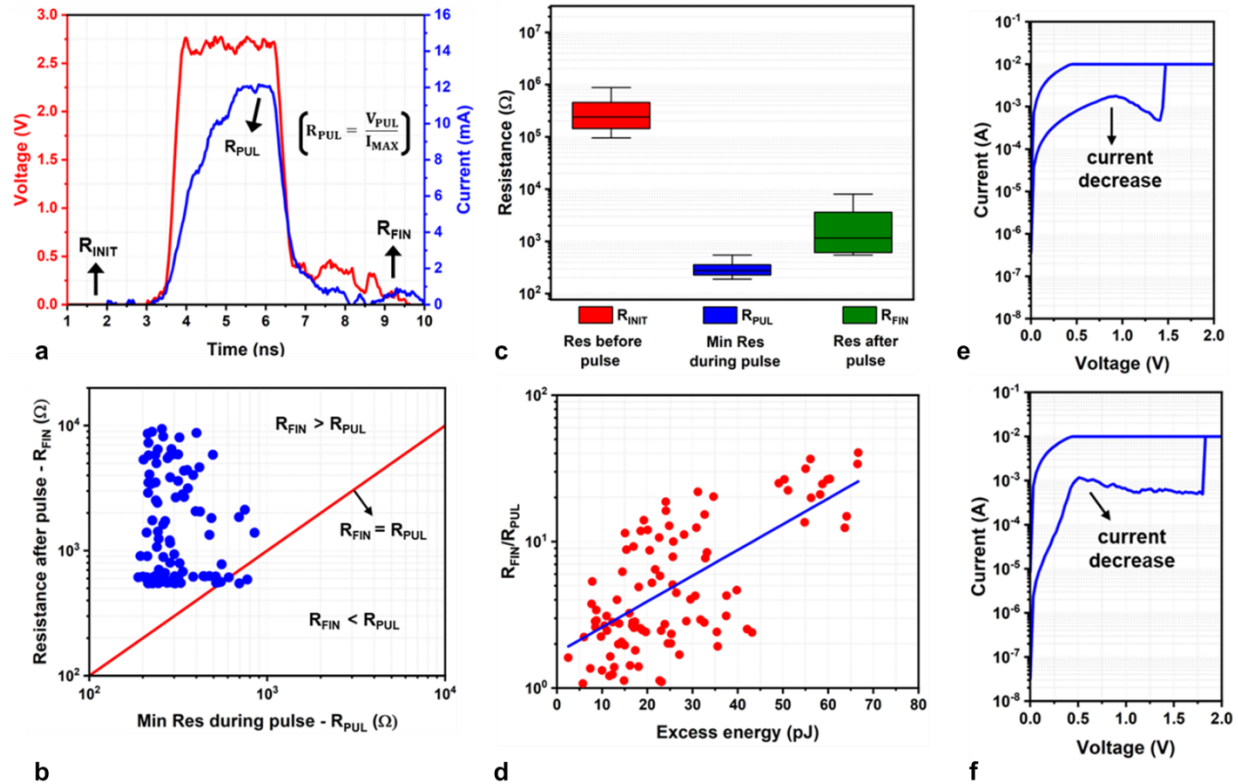 3.0
2.5
2.0
1.5
1.0
0.5
0.0
Voltage (V)
16
14
12
10
8
6
4
2
0
Current (mA)
R_INIT
R_PUL
R_PUL = V_PUL / I_MAX
R_FIN
1 2 3 4 5 6 7 8 9 10
Time (ns)
a
10^7
10^6
10^5
10^4
10^3
10^2
Resistance (Ω)
R_INIT R_PUL R_FIN
Res before Min Res Res after
pulse during pulse pulse
c
10^-1
10^-2
10^-3
10^-4
10^-5
10^-6
10^-7
10^-8
Current (A)
current
decrease
0.0 0.5 1.0 1.5 2.0
Voltage (V)
e
10^4
10^3
10^2
Resistance after pulse - R_FIN (Ω)
R_FIN > R_PUL
R_FIN = R_PUL
R_FIN < R_PUL
10^2 10^3 10^4
Min Res during pulse - R_PUL (Ω)
b
10^2
10^1
10^0
R_FIN/R_PUL
0 10 20 30 40 50 60 70 80
Excess energy (pJ)
d
10^-1
10^-2
10^-3
10^-4
10^-5
10^-6
10^-7
10^-8
Current (A)
current
decrease
0.0 0.5 1.0 1.5 2.0
Voltage (V)
f